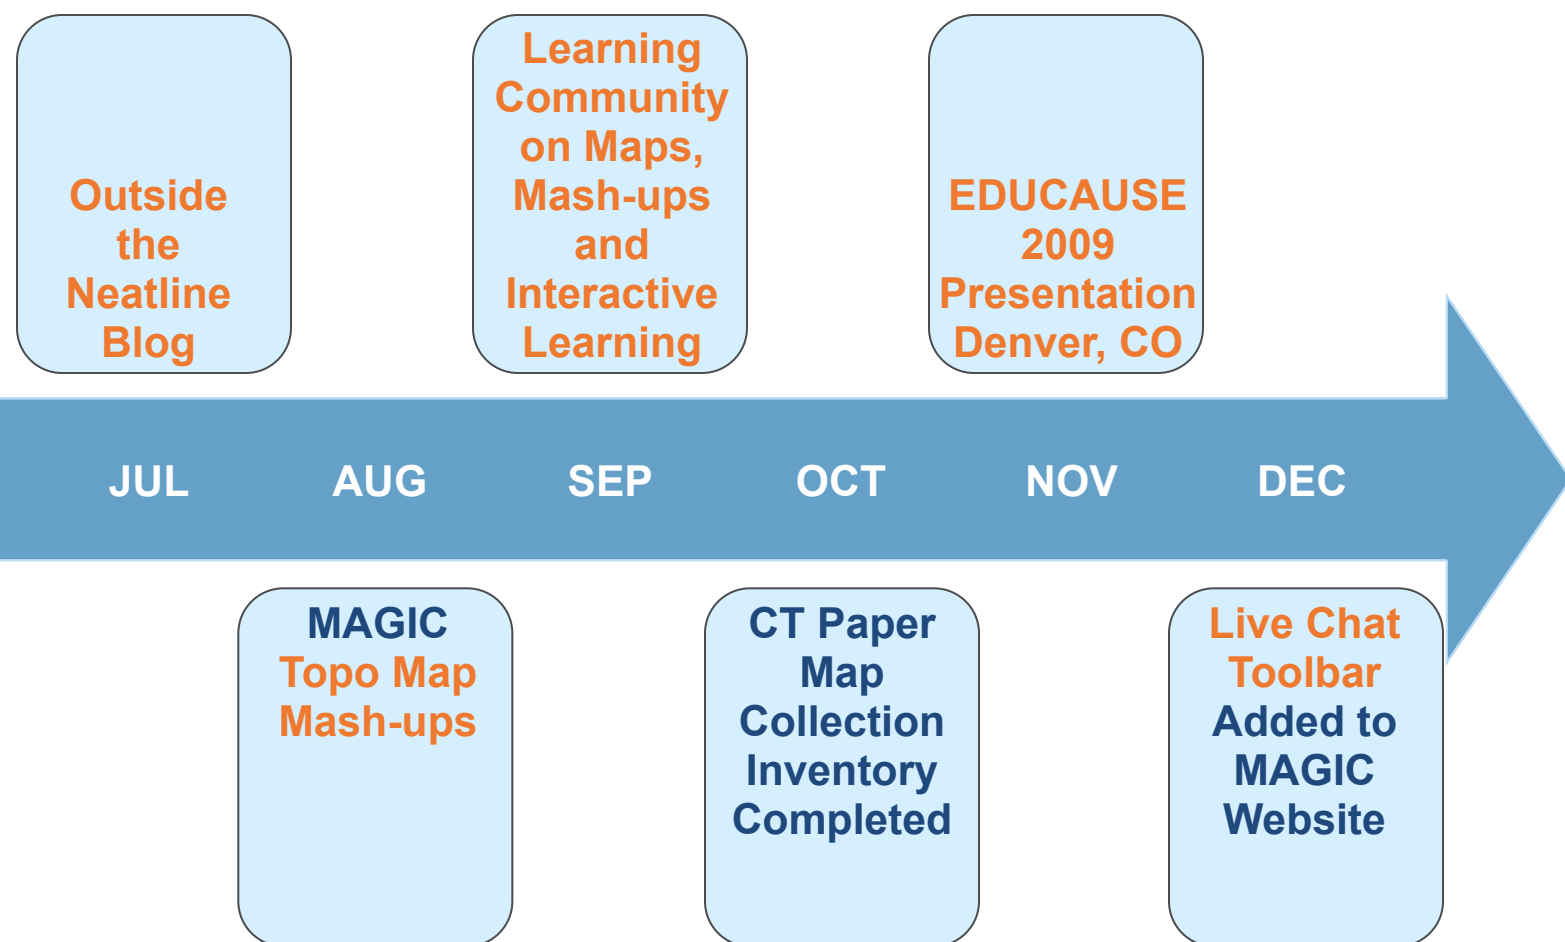 Outside
the
Neatline
Blog
Learning
Community
on Maps,
Mash-ups
and
Interactive
Learning
EDUCAUSE
2009
Presentation
Denver, CO
JUL AUG SEP OCT NOV DEC
MAGIC
Topo Map
Mash-ups
CT Paper
Map
Collection
Inventory
Completed
Live Chat
Toolbar
Added to
MAGIC
Website